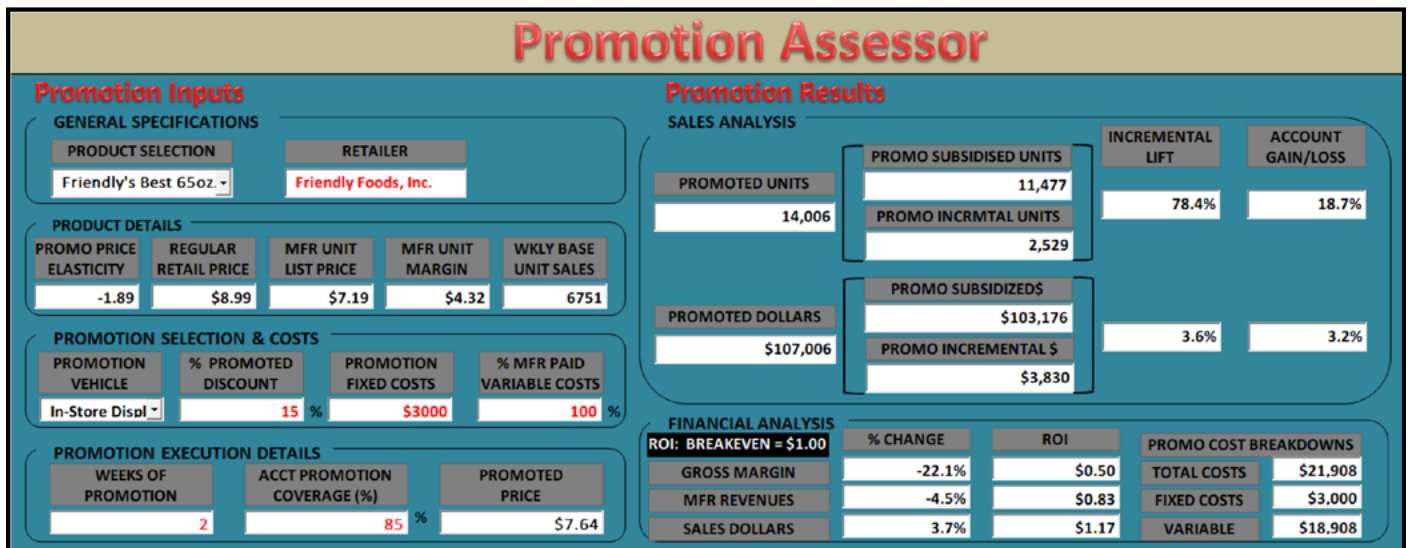 Promotion Assessor
Promotion Inputs
GENERAL SPECIFICATIONS
PRODUCT SELECTION
RETAILER
Friendly's Best 65oz.
Friendly Foods, Inc.
PRODUCT DETAILS
PROMO PRICE ELASTICITY
REGULAR RETAIL PRICE
MFR UNIT LIST PRICE
MFR UNIT MARGIN
WKLY BASE UNIT SALES
-1.89
$8.99
$7.19
$4.32
6751
PROMOTION SELECTION & COSTS
PROMOTION VEHICLE
% PROMOTED DISCOUNT
PROMOTION FIXED COSTS
% MFR PAID VARIABLE COSTS
In-Store Displ
15 %
$3000
100 %
PROMOTION EXECUTION DETAILS
WEEKS OF PROMOTION
ACCT PROMOTION COVERAGE (%)
PROMOTED PRICE
2
85 %
$7.64
Promotion Results
SALES ANALYSIS
PROMOTED UNITS
14,006
PROMO SUBSIDISED UNITS
11,477
PROMO INCRMTAL UNITS
2,529
INCREMENTAL LIFT
78.4%
ACCOUNT GAIN/LOSS
18.7%
PROMOTED DOLLARS
$107,006
PROMO SUBSIDIZED$
$103,176
PROMO INCREMENTAL $
$3,830
3.6%
3.2%
FINANCIAL ANALYSIS
ROI: BREAKEVEN = $1.00
% CHANGE
ROI
PROMO COST BREAKDOWNS
GROSS MARGIN
-22.1%
$0.50
TOTAL COSTS
$21,908
MFR REVENUES
-4.5%
$0.83
FIXED COSTS
$3,000
SALES DOLLARS
3.7%
$1.17
VARIABLE
$18,908